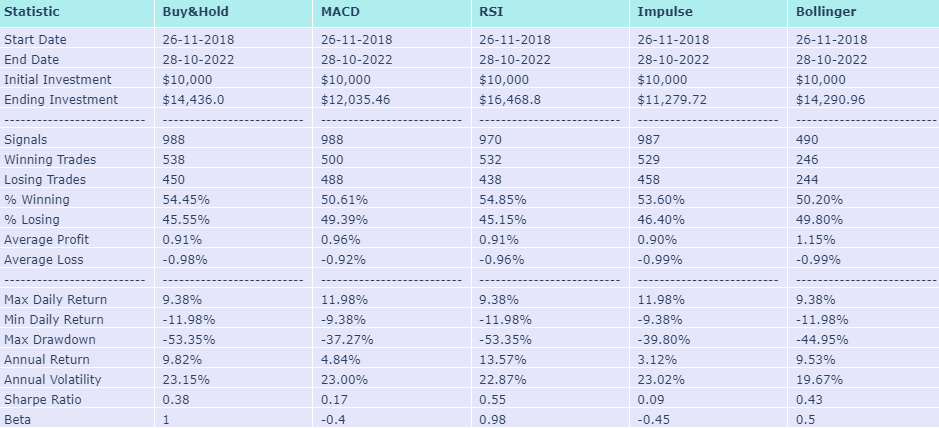 Statistic Buy&Hold MACD RSI Impulse Bollinger
Start Date 26-11-2018 26-11-2018 26-11-2018 26-11-2018 26-11-2018
End Date 28-10-2022 28-10-2022 28-10-2022 28-10-2022 28-10-2022
Initial Investment $10,000 $10,000 $10,000 $10,000 $10,000
Ending Investment $14,436.0 $12,035.46 $16,468.8 $11,279.72 $14,290.96
------------------------- ------------------------- ------------------------- ------------------------- ------------------------- -------------------------
Signals 988 988 970 987 490
Winning Trades 538 500 532 529 246
Losing Trades 450 488 438 458 244
% Winning 54.45% 50.61% 54.85% 53.60% 50.20%
% Losing 45.55% 49.39% 45.15% 46.40% 49.80%
Average Profit 0.91% 0.96% 0.91% 0.90% 1.15%
Average Loss -0.98% -0.92% -0.96% -0.99% -0.99%
------------------------- ------------------------- ------------------------- ------------------------- ------------------------- -------------------------
Max Daily Return 9.38% 11.98% 9.38% 11.98% 9.38%
Min Daily Return -11.98% -9.38% -11.98% -9.38% -11.98%
Max Drawdown -53.35% -37.27% -53.35% -39.80% -44.95%
Annual Return 9.82% 4.84% 13.57% 3.12% 9.53%
Annual Volatility 23.15% 23.00% 22.87% 23.02% 19.67%
Sharpe Ratio 0.38 0.17 0.55 0.09 0.43
Beta 1 -0.4 0.98 -0.45 0.5